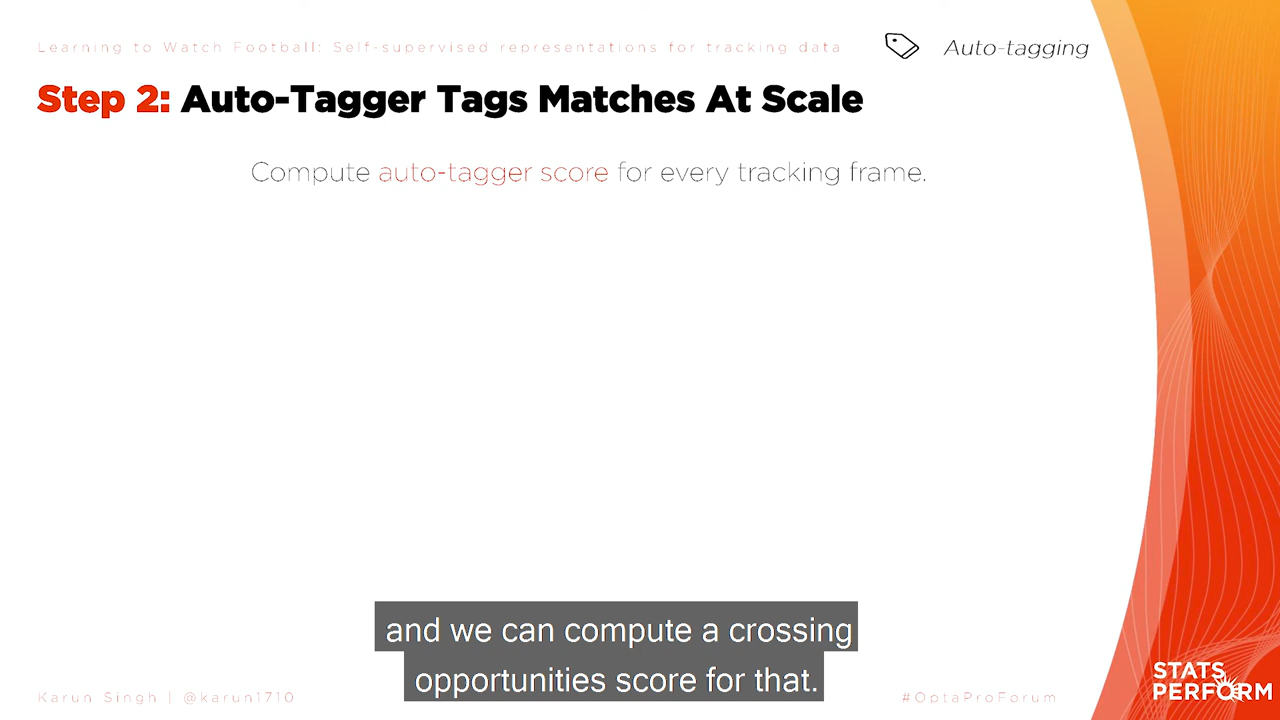 Learning to Watch Football: Self-supervised representations for tracking data
Auto-tagging
Step 2: Auto-Tagger Tags Matches At Scale
Compute auto-tagger score for every tracking frame.
and we can compute a crossing
opportunities score for that.
Karun Singh | @karun1710
#OptaProForum
STATS
PERFORM